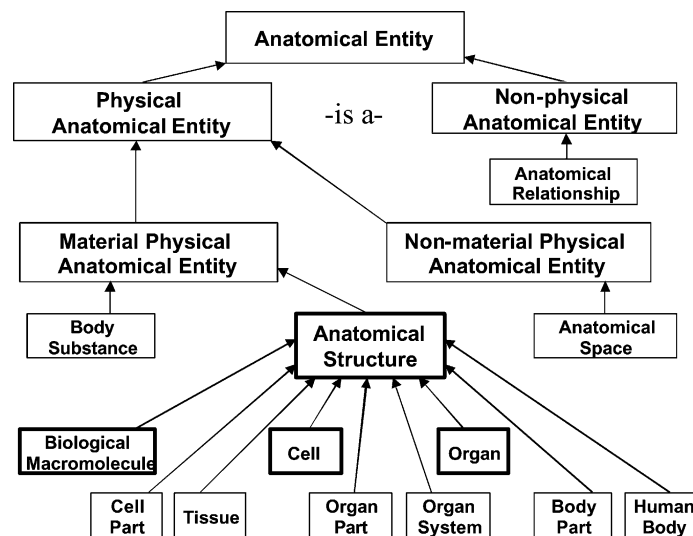 Anatomical Entity
Physical
Anatomical Entity
-is a-
Non-physical
Anatomical Entity
Anatomical
Relationship
Material Physical
Anatomical Entity
Non-material Physical
Anatomical Entity
Body
Substance
Anatomical
Structure
Anatomical
Space
Biological
Macromolecule
Cell
Organ
Cell
Part
Tissue
Organ
Part
Organ
System
Body
Part
Human
Body